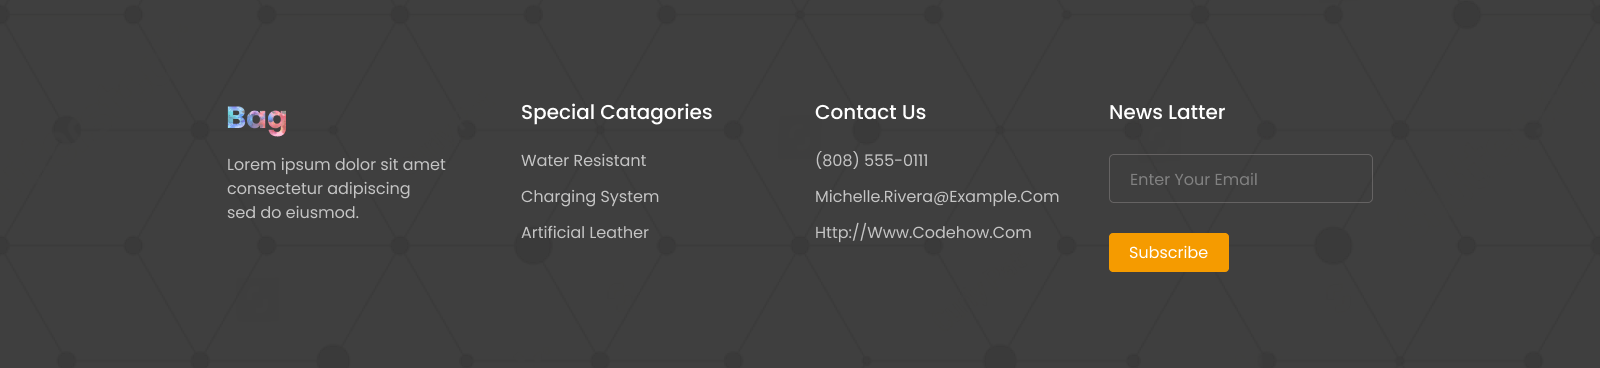 Bag
Lorem ipsum dolor sit amet
consectetur adipiscing
sed do eiusmod.
Special Catagories
Water Resistant
Charging System
Artificial Leather
Contact Us
(808) 555-0111
Michelle.Rivera@Example.Com
Http://Www.Codehow.Com
News Latter
Enter Your Email
Subscribe